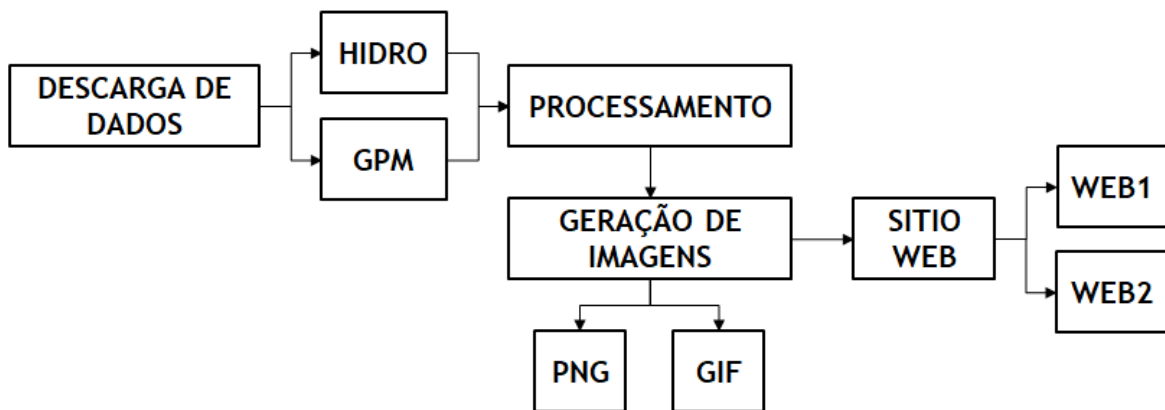 DESCARGA DE
DADOS
HIDRO
GPM
PROCESSAMENTO
GERAÇÃO DE
IMAGENS
PNG
GIF
SITIO
WEB
WEB1
WEB2